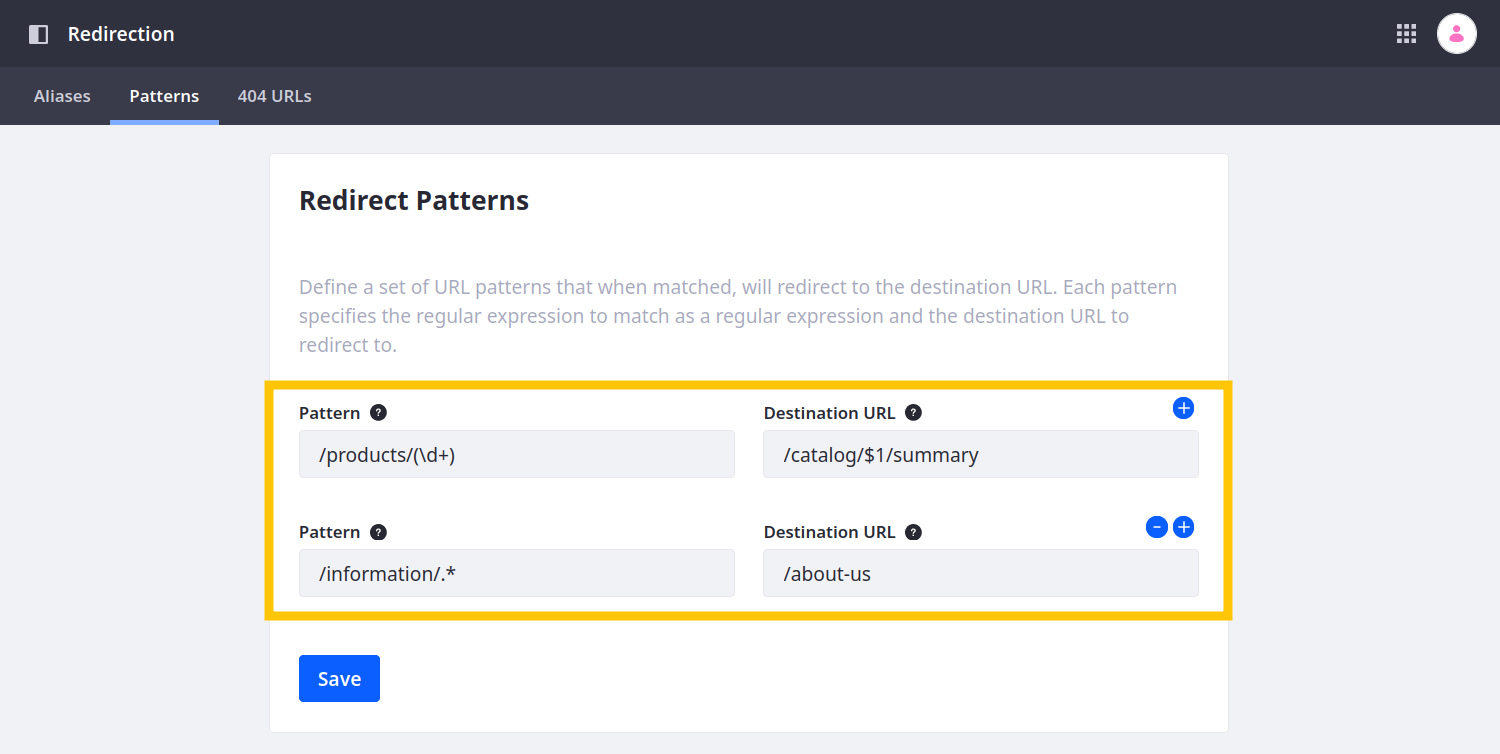 Redirection
Aliases Patterns 404 URLs
Redirect Patterns
Define a set of URL patterns that when matched, will redirect to the destination URL. Each pattern
specifies the regular expression to match as a regular expression and the destination URL to
redirect to.
Pattern ? Destination URL ?
/products/(\d+) /catalog/$1/summary
Pattern ? Destination URL ?
/information/.* /about-us
Save